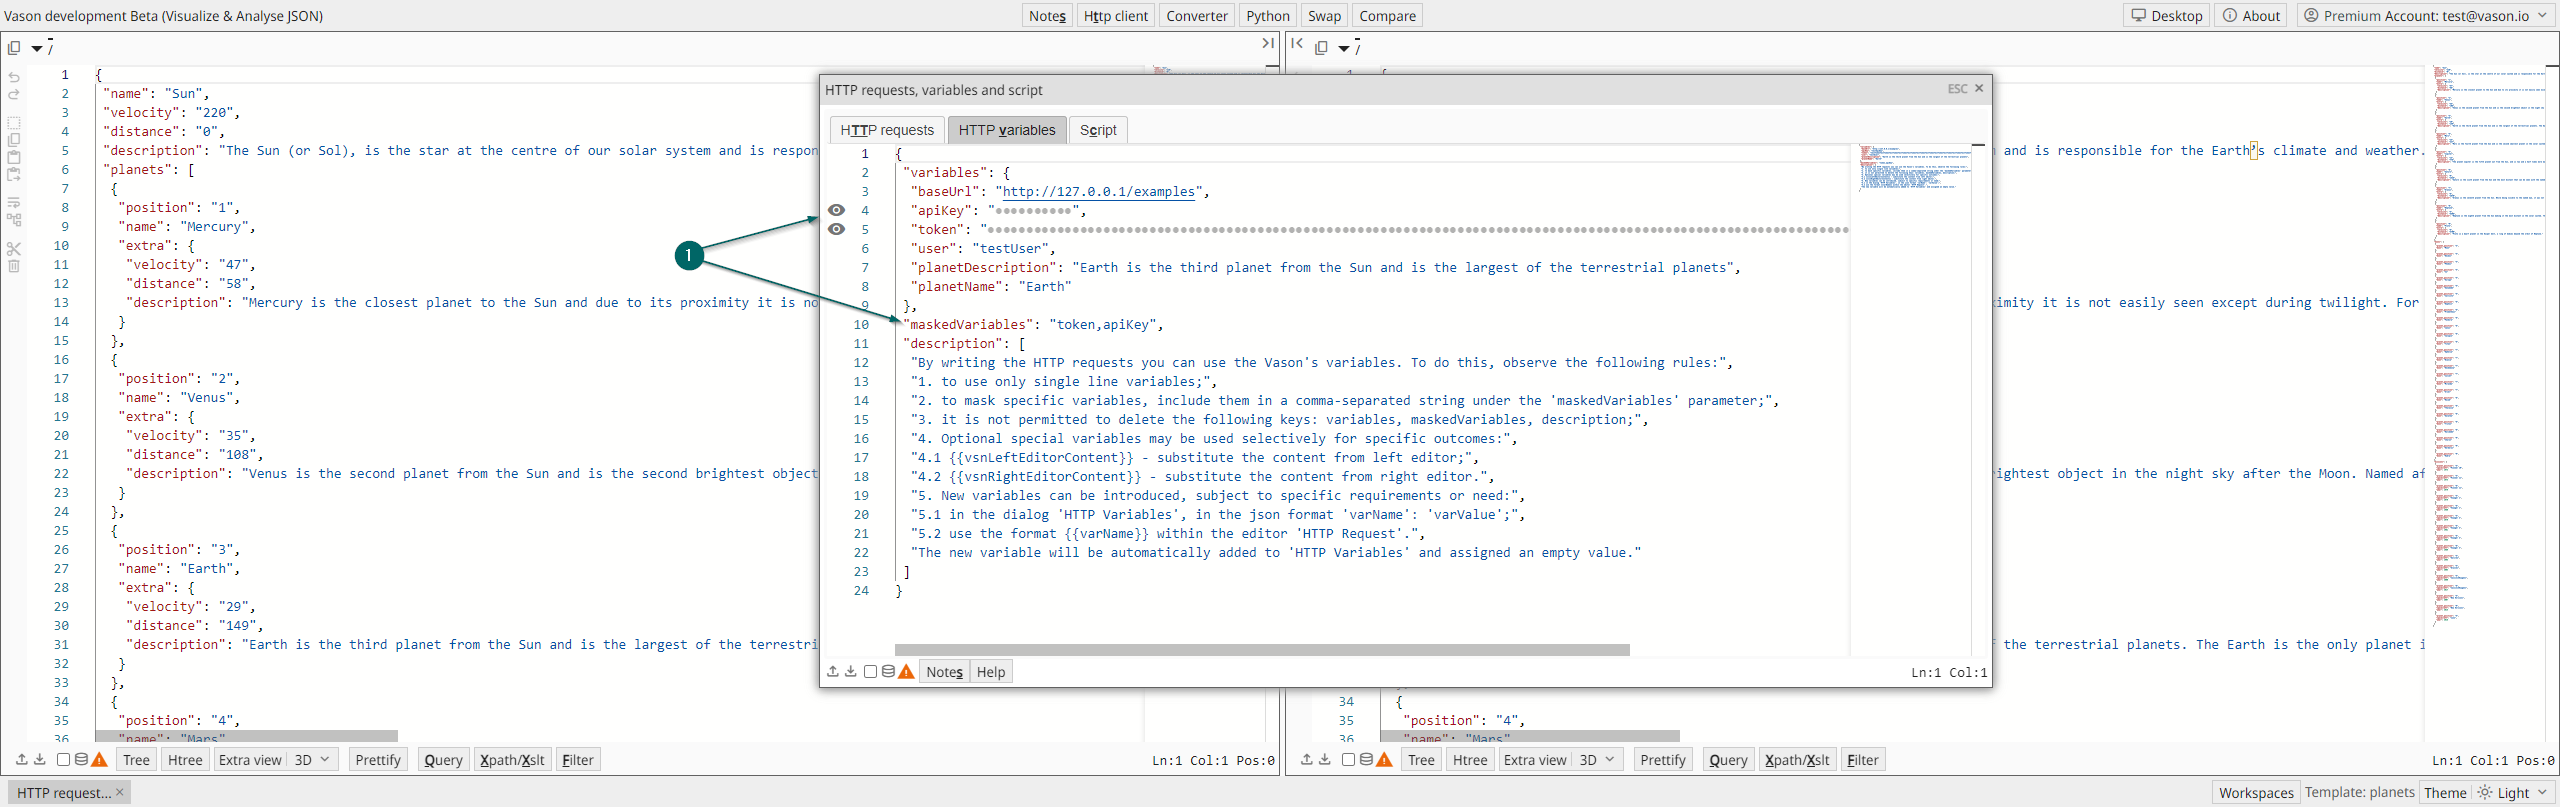 Vason development Beta (Visualize & Analyse JSON)
Notes
Http client
Converter
Python
Swap
Compare
Desktop
About
Premium Account: test@vason.io
/
1 {
2 "name": "Sun",
3 "velocity": "220",
4 "distance": "0",
5 "description": "The Sun (or Sol), is the star at the centre of our solar system and is respon
6 "planets": [
7 {
8 "position": "1",
9 "name": "Mercury",
10 "extra": {
11 "velocity": "47",
12 "distance": "58",
13 "description": "Mercury is the closest planet to the Sun and due to its proximity it is no
14 }
15 },
16 {
17 "position": "2",
18 "name": "Venus",
19 "extra": {
20 "velocity": "35",
21 "distance": "108",
22 "description": "Venus is the second planet from the Sun and is the second brightest object
23 }
24 },
25 {
26 "position": "3",
27 "name": "Earth",
28 "extra": {
29 "velocity": "29",
30 "distance": "149",
31 "description": "Earth is the third planet from the Sun and is the largest of the terrestri
32 }
33 },
34 {
35 "position": "4",
36 "name": "Mars"
Tree
Htree
Extra view
3D
Prettify
Query
Xpath/Xslt
Filter
Ln:1 Col:1 Pos:0
1
HTTP requests, variables and script
ESC ×
HTTP requests
HTTP variables
Script
1 {
2 "variables": {
3 "baseUrl": "http://127.0.0.1/examples",
4 "apiKey": "●●●●●●●●●●",
5 "token": "
6 "user": "testUser",
7 "planetDescription": "Earth is the third planet from the Sun and is the largest of the terrestrial planets",
8 "planetName": "Earth"
9 },
10 "maskedVariables": "token,apiKey",
11 "description": [
12 "By writing the HTTP requests you can use the Vason's variables. To do this, observe the following rules:",
13 "1. to use only single line variables;",
14 "2. to mask specific variables, include them in a comma-separated string under the 'maskedVariables' parameter;",
15 "3. it is not permitted to delete the following keys: variables, maskedVariables, description;",
16 "4. Optional special variables may be used selectively for specific outcomes:",
17 "4.1 {{vsnLeftEditorContent}} - substitute the content from left editor;",
18 "4.2 {{vsnRightEditorContent}} - substitute the content from right editor.",
19 "5. New variables can be introduced, subject to specific requirements or need:",
20 "5.1 in the dialog 'HTTP Variables', in the json format 'varName': 'varValue';",
21 "5.2 use the format {{varName}} within the editor 'HTTP Request'.",
22 "The new variable will be automatically added to 'HTTP Variables' and assigned an empty value."
23 ]
24 }
Notes
Help
Ln:1 Col:1
/
1 {
and is responsible for the Earth's climate and weather.
ximity it is not easily seen except during twilight. For
ightest object in the night sky after the Moon. Named af
f the terrestrial planets. The Earth is the only planet i
34 {
35 "position": "4",
36 "name": "Mars"
Tree
Htree
Extra view
3D
Prettify
Query
Xpath/Xslt
Filter
Ln:1 Col:1 Pos:0
HTTP request... ×
Workspaces
Template: planets
Theme
Light